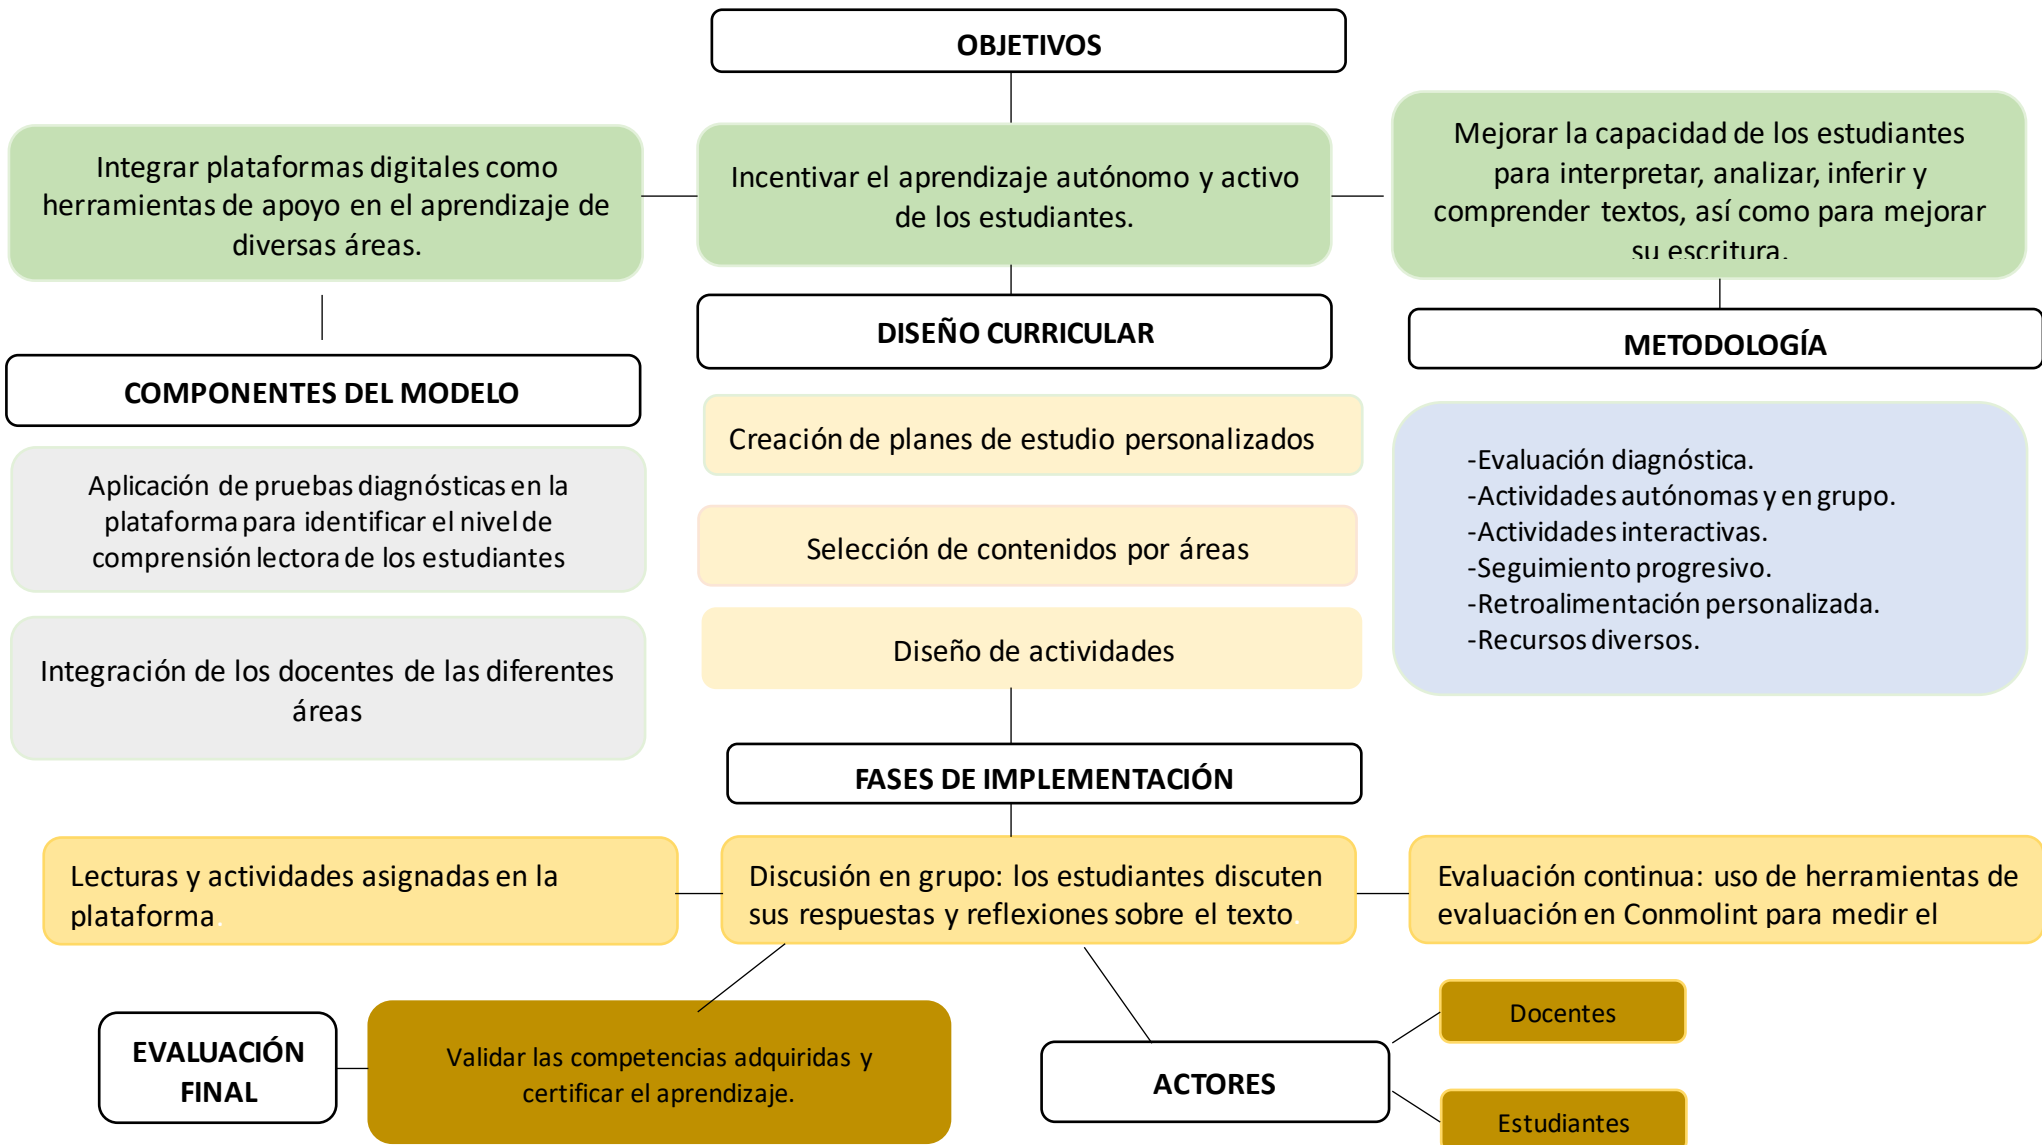 OBJETIVOS
Integrar plataformas digitales como
herramientas de apoyo en el aprendizaje de
diversas áreas.
Incentivar el aprendizaje autónomo y activo
de los estudiantes.
Mejorar la capacidad de los estudiantes
para interpretar, analizar, inferir y
comprender textos, así como para mejorar
su escritura.
COMPONENTES DEL MODELO
Aplicación de pruebas diagnósticas en la
plataforma para identificar el nivel de
comprensión lectora de los estudiantes
Integración de los docentes de las diferentes
áreas
DISEÑO CURRICULAR
Creación de planes de estudio personalizados
Selección de contenidos por áreas
Diseño de actividades
METODOLOGÍA
-Evaluación diagnóstica.
-Actividades autónomas y en grupo.
-Actividades interactivas.
-Seguimiento progresivo.
-Retroalimentación personalizada.
-Recursos diversos.
FASES DE IMPLEMENTACIÓN
Lecturas y actividades asignadas en la
plataforma.
Discusión en grupo: los estudiantes discuten
sus respuestas y reflexiones sobre el texto.
Evaluación continua: uso de herramientas de
evaluación en Conmolint para medir el
EVALUACIÓN
FINAL
Validar las competencias adquiridas y
certificar el aprendizaje.
ACTORES
Docentes
Estudiantes